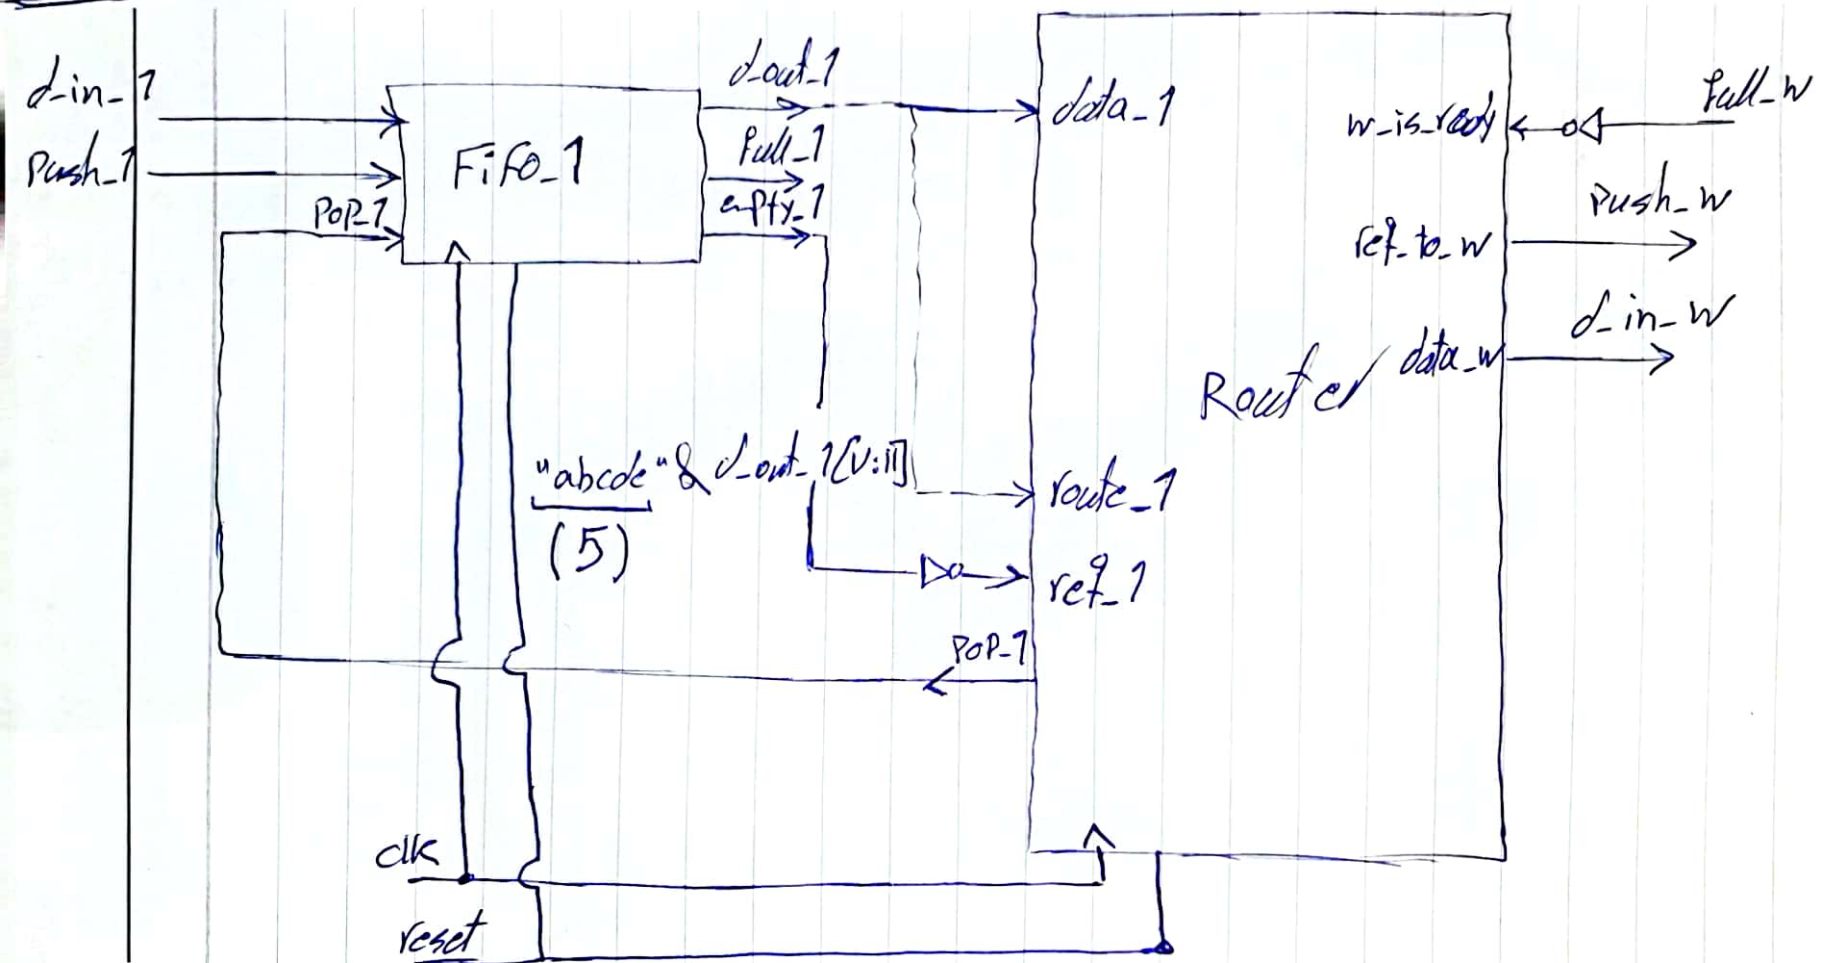 d_in_1
Push_1
POP_1
FiFo_1
d_out_1
full_1
empty_1
data_1
w_is_ready
full_w
Push_w
req_to_w
d_in_w
data_w
Router
"abcde" & d_out_1
(5)
route_1
req_1
POP_1
clk
reset